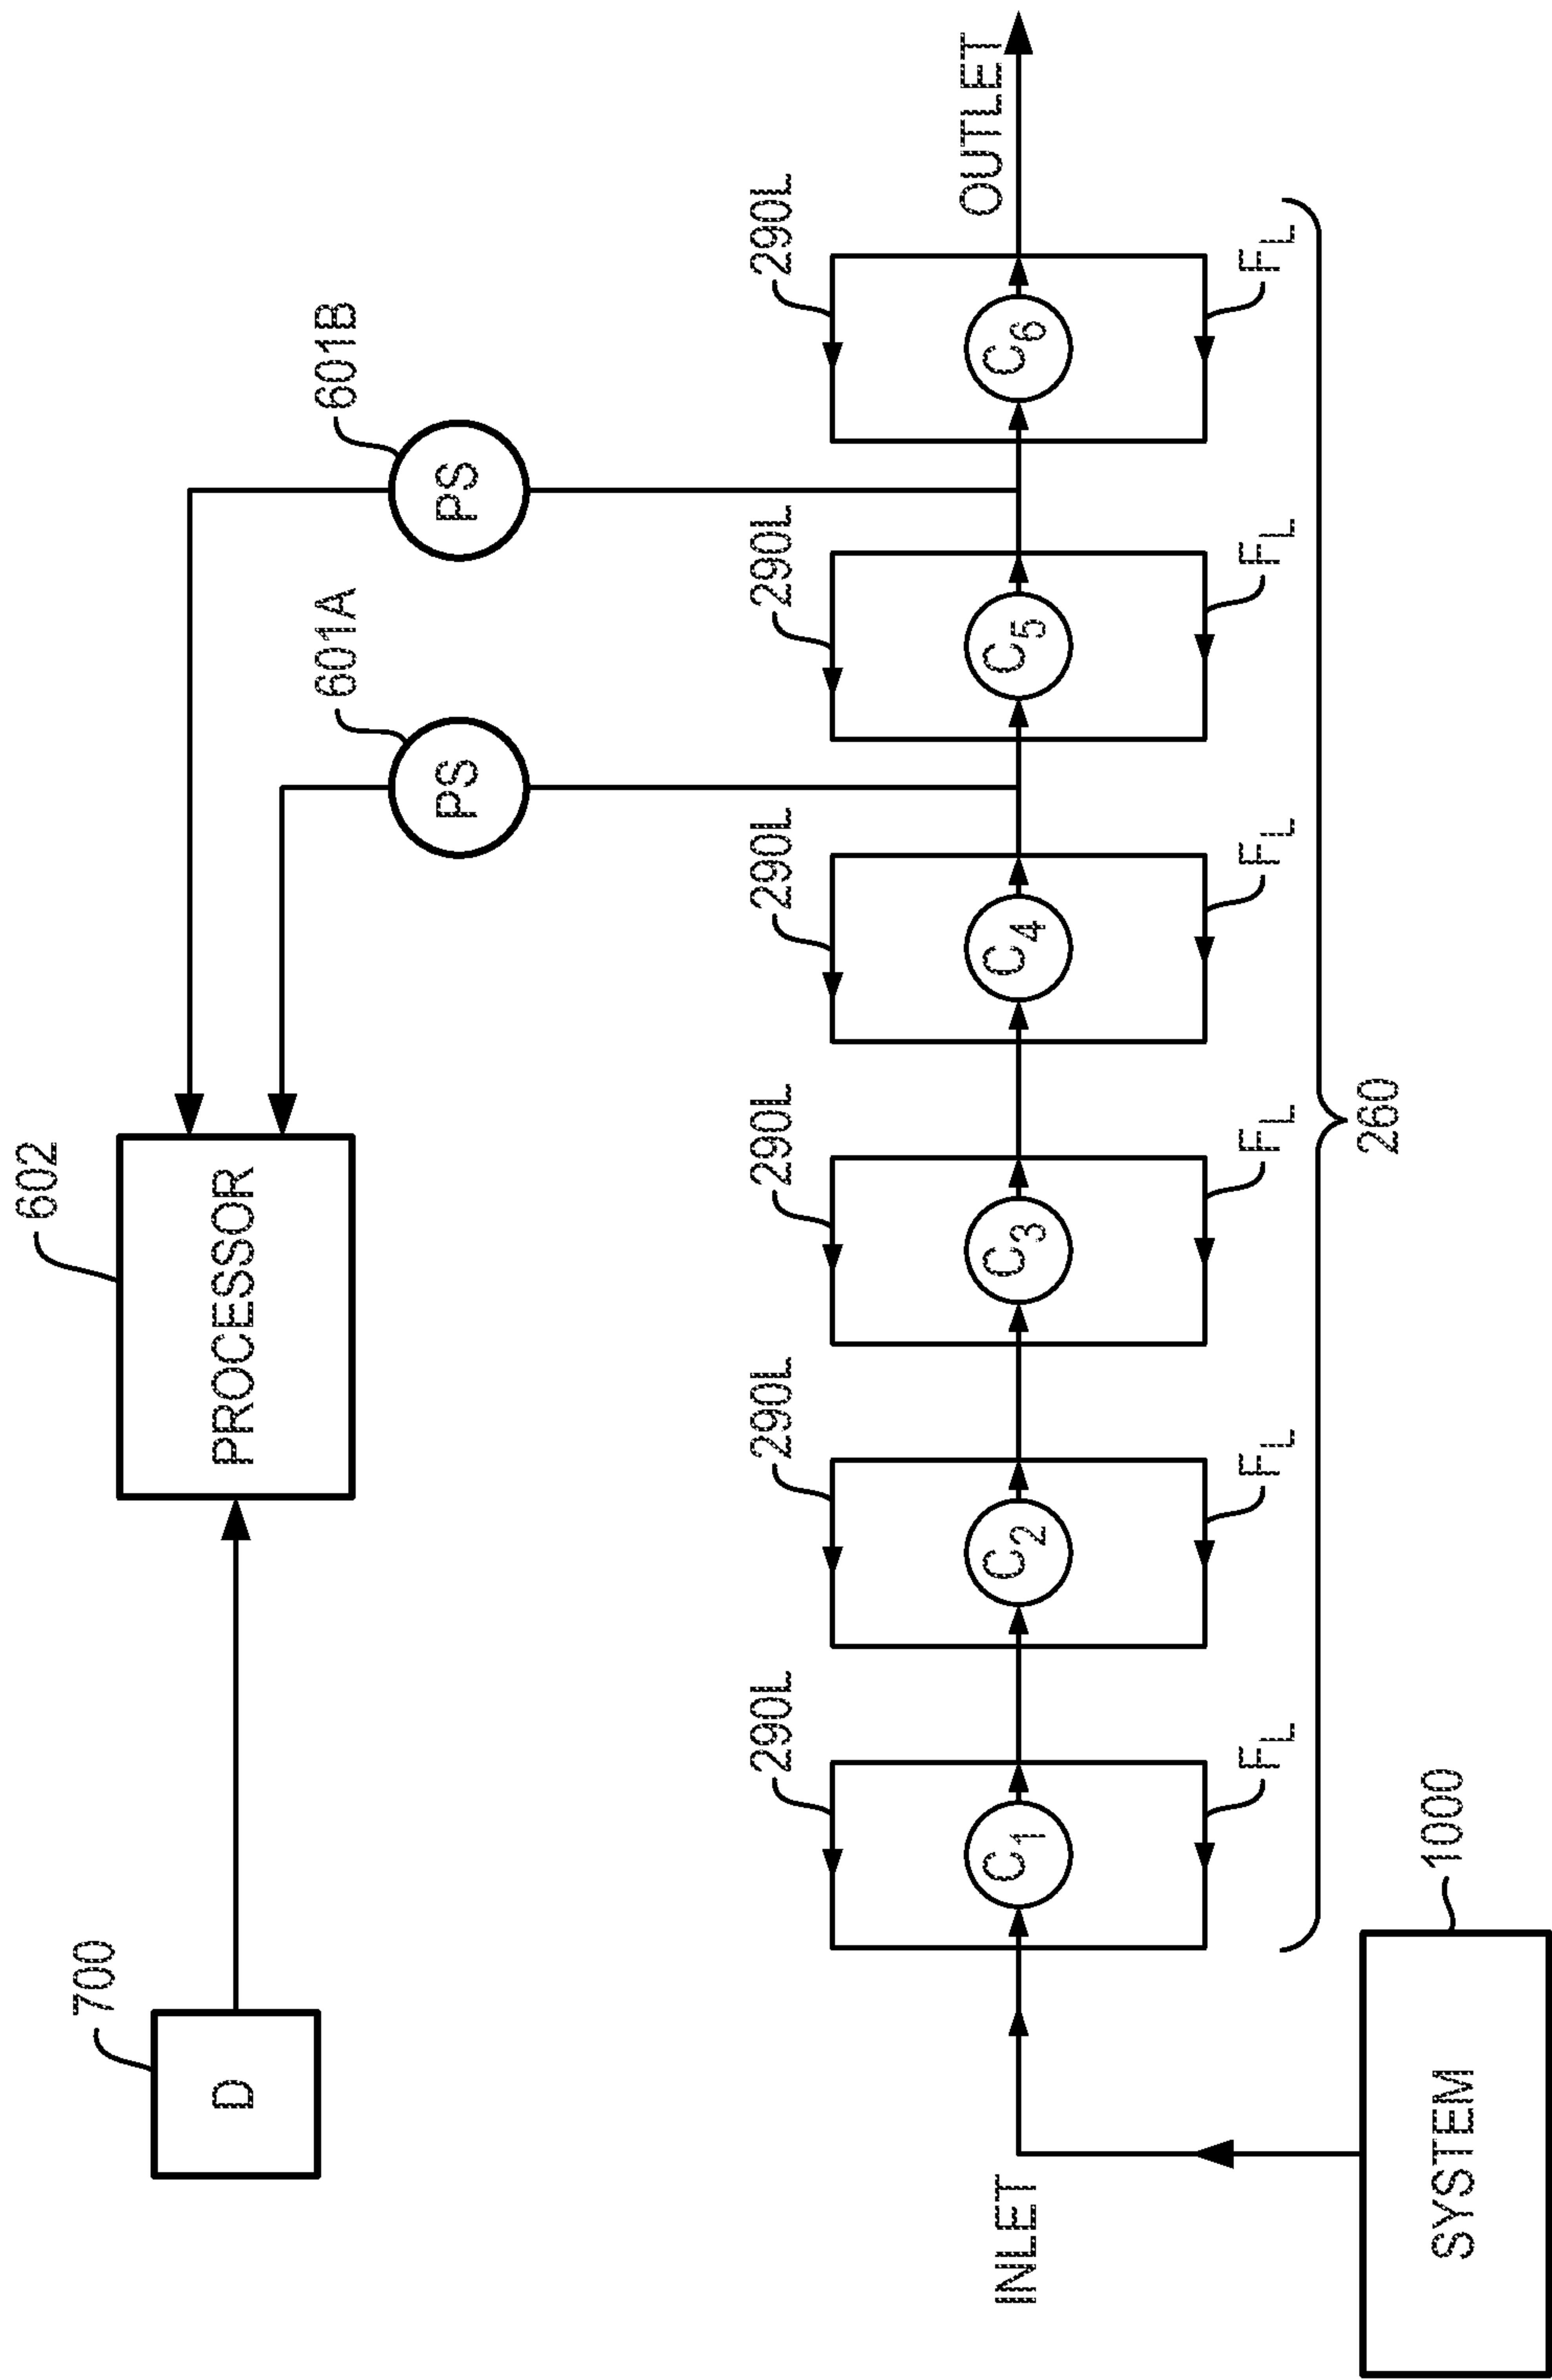 700
D
602
PROCESSOR
601A
PS
601B
PS
290L
290L
290L
290L
290L
290L
INLET
C1
C2
C3
C4
C5
C6
OUTLET
FL
FL
FL
FL
FL
FL
260
1000
SYSTEM